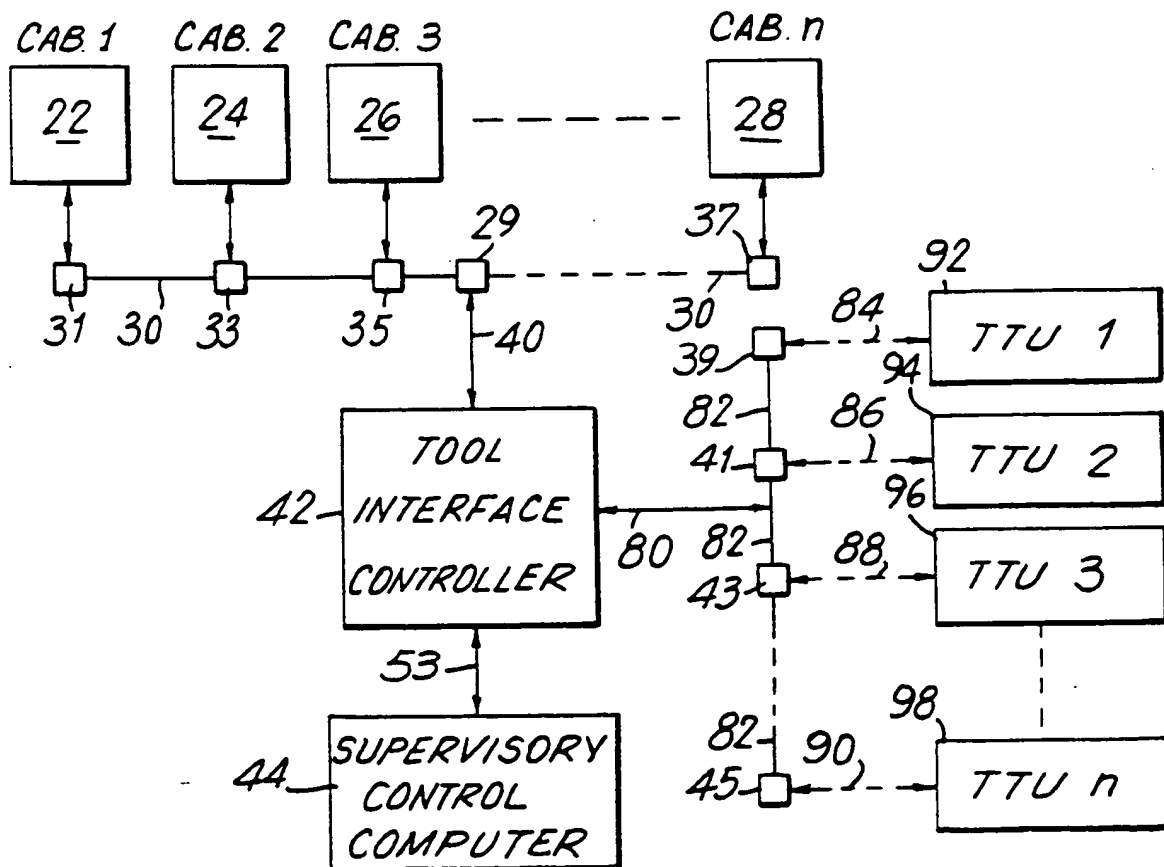 CAB. 1 CAB. 2 CAB. 3 CAB. n
22 24 26 28
29 37
31 30 33 35 30
40
92
84 TTU 1
39
94
82 86 TTU 2
41
TOOL
INTERFACE
CONTROLLER
42
80
96
82 88 TTU 3
43
53
98
82 90 TTU n
45
SUPERVISORY
CONTROL
COMPUTER
44